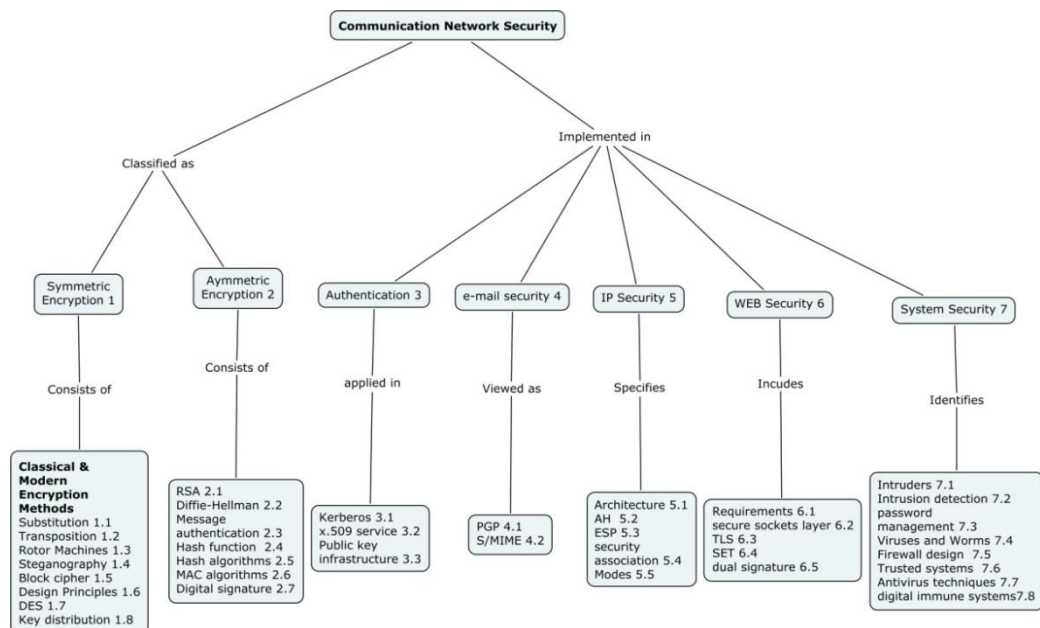 Communication Network Security
Classified as
Implemented in
Symmetric
Encryption 1
Aymmetric
Encryption 2
Authentication 3
e-mail security 4
IP Security 5
WEB Security 6
System Security 7
Consists of
Consists of
applied in
Viewed as
Specifies
Incudes
Identifies
Classical &
Modern
Encryption
Methods
Substitution 1.1
Transposition 1.2
Rotor Machines 1.3
Steganography 1.4
Block cipher 1.5
Design Principles 1.6
DES 1.7
Key distribution 1.8
RSA 2.1
Diffie-Hellman 2.2
Message
authentication 2.3
Hash function 2.4
Hash algorithms 2.5
MAC algorithms 2.6
Digital signature 2.7
Kerberos 3.1
x.509 service 3.2
Public key
infrastructure 3.3
PGP 4.1
S/MIME 4.2
Architecture 5.1
AH 5.2
ESP 5.3
security
association 5.4
Modes 5.5
Requirements 6.1
secure sockets layer 6.2
TLS 6.3
SET 6.4
dual signature 6.5
Intruders 7.1
Intrusion detection 7.2
password
management 7.3
Viruses and Worms 7.4
Firewall design 7.5
Trusted systems 7.6
Antivirus techniques 7.7
digital immune systems7.8